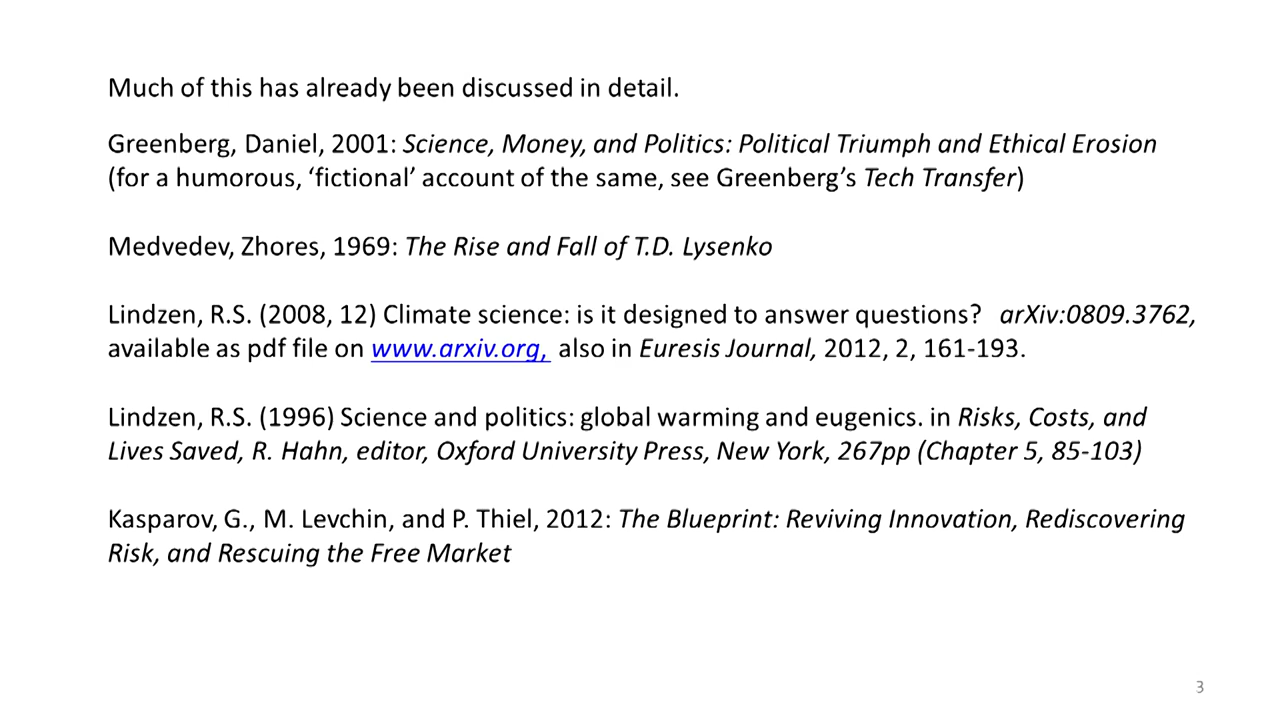 Much of this has already been discussed in detail.
Greenberg, Daniel, 2001: Science, Money, and Politics: Political Triumph and Ethical Erosion
(for a humorous, ‘fictional’ account of the same, see Greenberg’s Tech Transfer)
Medvedev, Zhores, 1969: The Rise and Fall of T.D. Lysenko
Lindzen, R.S. (2008, 12) Climate science: is it designed to answer questions? arXiv:0809.3762,
available as pdf file on www.arxiv.org, also in Euresis Journal, 2012, 2, 161-193.
Lindzen, R.S. (1996) Science and politics: global warming and eugenics. in Risks, Costs, and
Lives Saved, R. Hahn, editor, Oxford University Press, New York, 267pp (Chapter 5, 85-103)
Kasparov, G., M. Levchin, and P. Thiel, 2012: The Blueprint: Reviving Innovation, Rediscovering
Risk, and Rescuing the Free Market
3